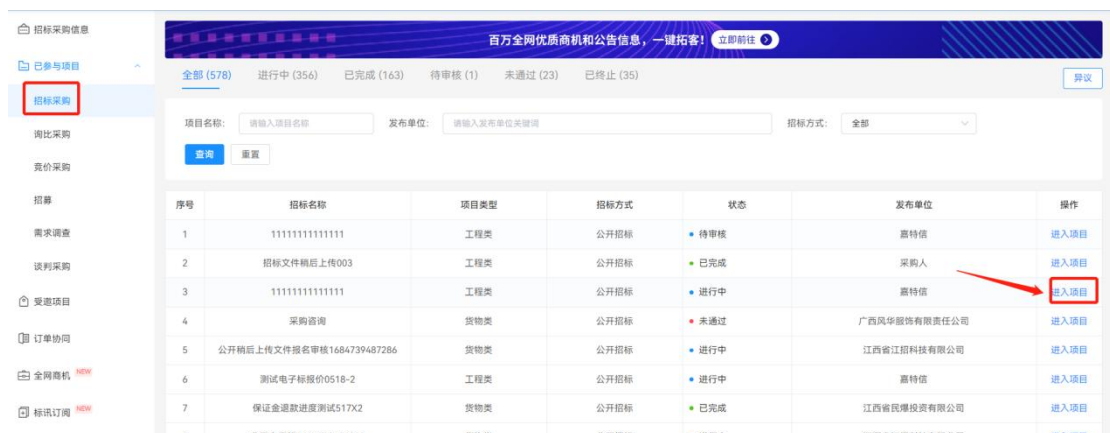 招标采购信息
已参与项目
招标采购
询比采购
竞价采购
招募
需求调查
谈判采购
受邀项目
订单协同
全网商机 NEW
标讯订阅 NEW
百万全网优质商机和公告信息，一键拓客！ 立即前往
全部 (578) 进行中 (356) 已完成 (163) 待审核 (1) 未通过 (23) 已终止 (35) 异议
项目名称: 请输入项目名称 发布单位: 请输入发布单位关键词 招标方式: 全部
查询 重置
序号 招标名称 项目类型 招标方式 状态 发布单位 操作
1 11111111111111 工程类 公开招标 待审核 嘉特信 进入项目
2 招标文件稍后上传003 工程类 公开招标 已完成 采购人 进入项目
3 11111111111111 工程类 公开招标 进行中 嘉特信 进入项目
4 采购咨询 货物类 公开招标 未通过 广西风华服饰有限责任公司 进入项目
5 公开稍后上传文件报名审核1684739487286 货物类 公开招标 进行中 江西省江招科技有限公司 进入项目
6 测试电子标报价0518-2 工程类 公开招标 进行中 嘉特信 进入项目
7 保证金退款进度测试517X2 货物类 公开招标 已完成 江西省民爆投资有限公司 进入项目